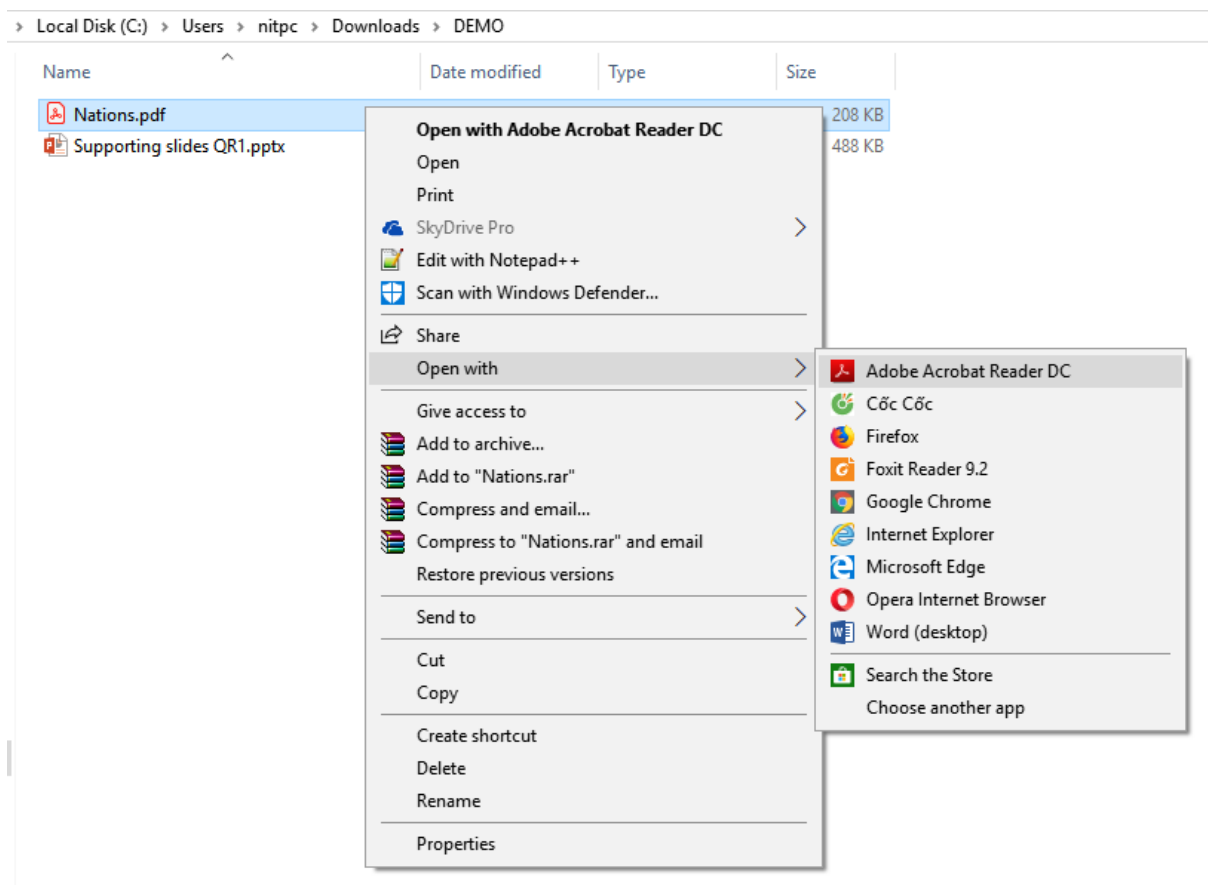 Local Disk (C:) > Users > nitpc > Downloads > DEMO
Name Date modified Type Size
Nations.pdf 208 KB
Supporting slides QR1.pptx 488 KB
Open with Adobe Acrobat Reader DC
Open
Print
SkyDrive Pro
Edit with Notepad++
Scan with Windows Defender...
Share
Open with
Give access to
Add to archive...
Add to "Nations.rar"
Compress and email...
Compress to "Nations.rar" and email
Restore previous versions
Send to
Cut
Copy
Create shortcut
Delete
Rename
Properties
Adobe Acrobat Reader DC
Cốc Cốc
Firefox
Foxit Reader 9.2
Google Chrome
Internet Explorer
Microsoft Edge
Opera Internet Browser
Word (desktop)
Search the Store
Choose another app